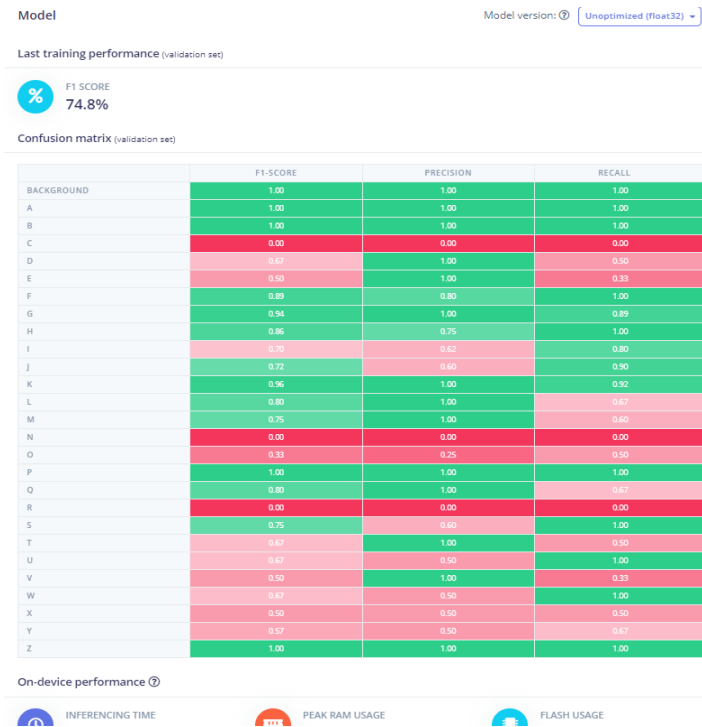 Model Model version: Unoptimized (float32)
Last training performance (validation set)
%
F1 SCORE
74.8%
Confusion matrix (validation set)
F1-SCORE PRECISION RECALL
BACKGROUND 1.00 1.00 1.00
A 1.00 1.00 1.00
B 1.00 1.00 1.00
C 0.00 0.00 0.00
D 0.67 1.00 0.50
E 0.50 1.00 0.33
F 0.89 0.80 1.00
G 0.94 1.00 0.89
H 0.86 0.75 1.00
I 0.70 0.62 0.80
J 0.72 0.60 0.90
K 0.96 1.00 0.92
L 0.80 1.00 0.67
M 0.75 1.00 0.60
N 0.00 0.00 0.00
O 0.33 0.25 0.50
P 1.00 1.00 1.00
Q 0.80 1.00 0.67
R 0.00 0.00 0.00
S 0.75 0.60 1.00
T 0.67 1.00 0.50
U 0.67 0.50 1.00
V 0.50 1.00 0.33
W 0.67 0.50 1.00
X 0.50 0.50 0.50
Y 0.57 0.50 0.67
Z 1.00 1.00 1.00
On-device performance
INFERENCING TIME PEAK RAM USAGE FLASH USAGE